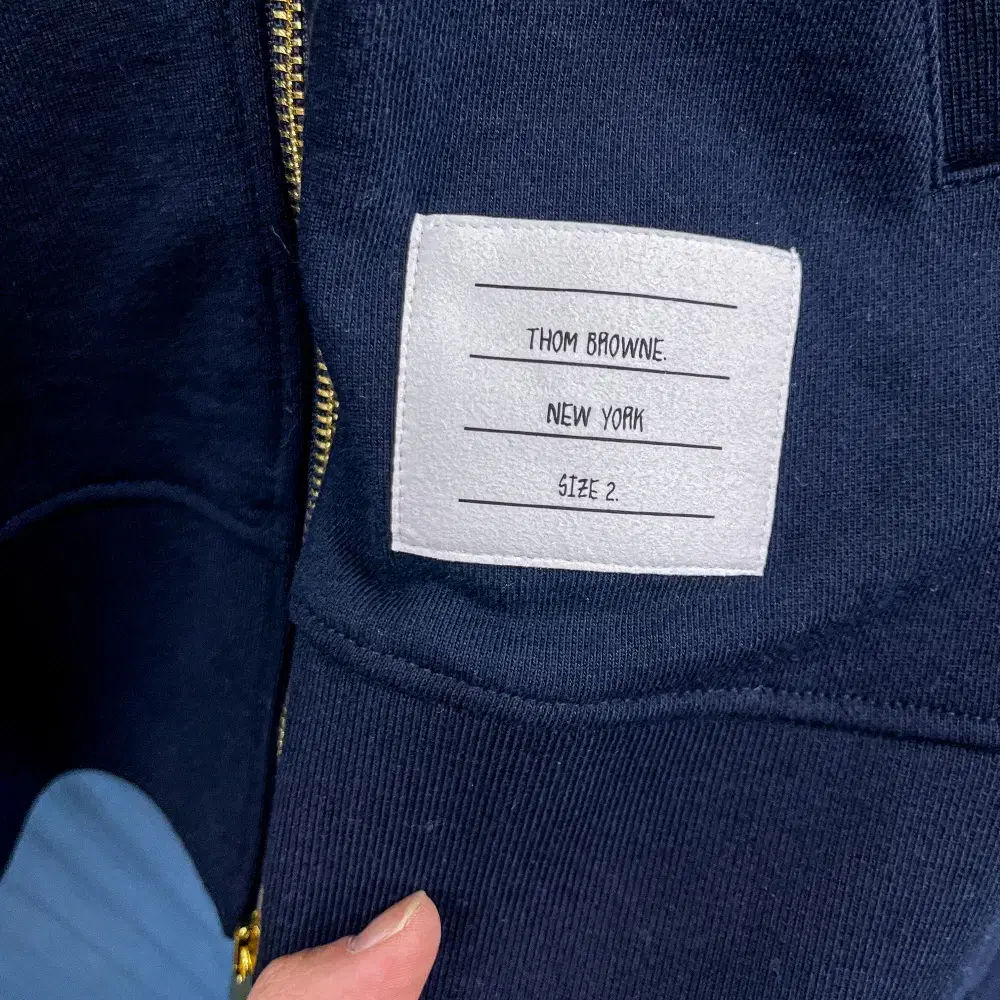 THOM BROWNE.
NEW YORK
SIZE 2.